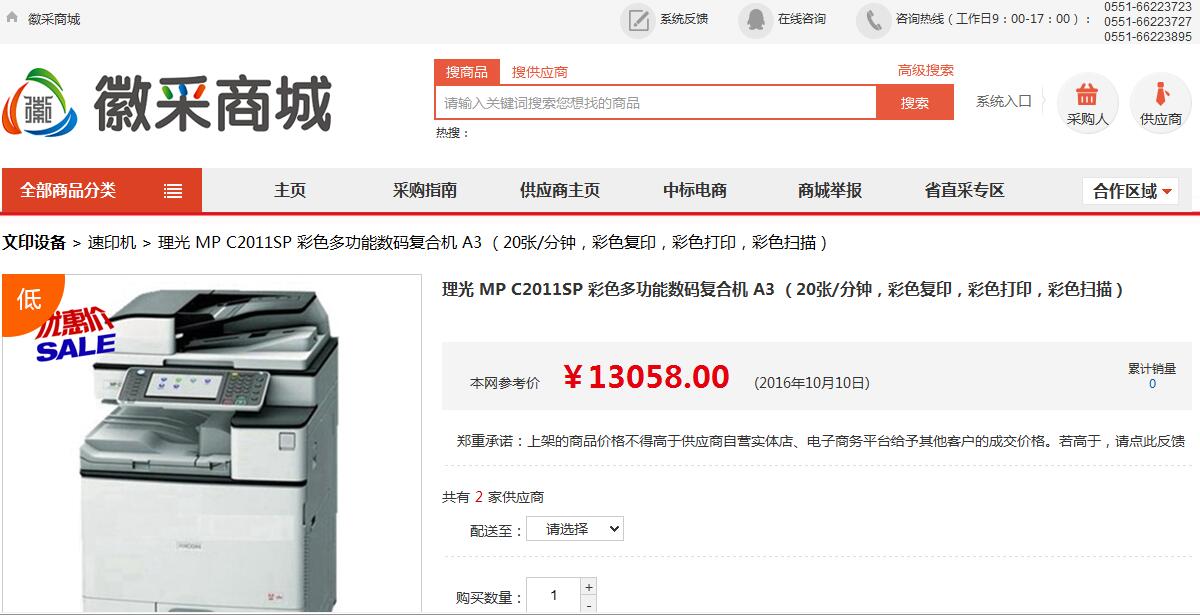 徽采商城
系统反馈
在线咨询
咨询热线（工作日9：00-17：00）：
0551-66223723
0551-66223727
0551-66223895
徽
徽采商城
搜商品
搜供应商
高级搜索
请输入关键词搜索您想找的商品
搜索
热搜：
系统入口
采购人
供应商
全部商品分类
主页
采购指南
供应商主页
中标电商
商城举报
省直采专区
合作区域
文印设备 > 速印机 > 理光 MP C2011SP 彩色多功能数码复合机 A3 （20张/分钟，彩色复印，彩色打印，彩色扫描）
低
优惠价
SALE
RICOH
理光 MP C2011SP 彩色多功能数码复合机 A3 （20张/分钟，彩色复印，彩色打印，彩色扫描）
本网参考价
￥13058.00
(2016年10月10日)
累计销量
0
郑重承诺：上架的商品价格不得高于供应商自营实体店、电子商务平台给予其他客户的成交价格。若高于，请点此反馈
共有 2 家供应商
配送至：
请选择
购买数量：
1
+
-